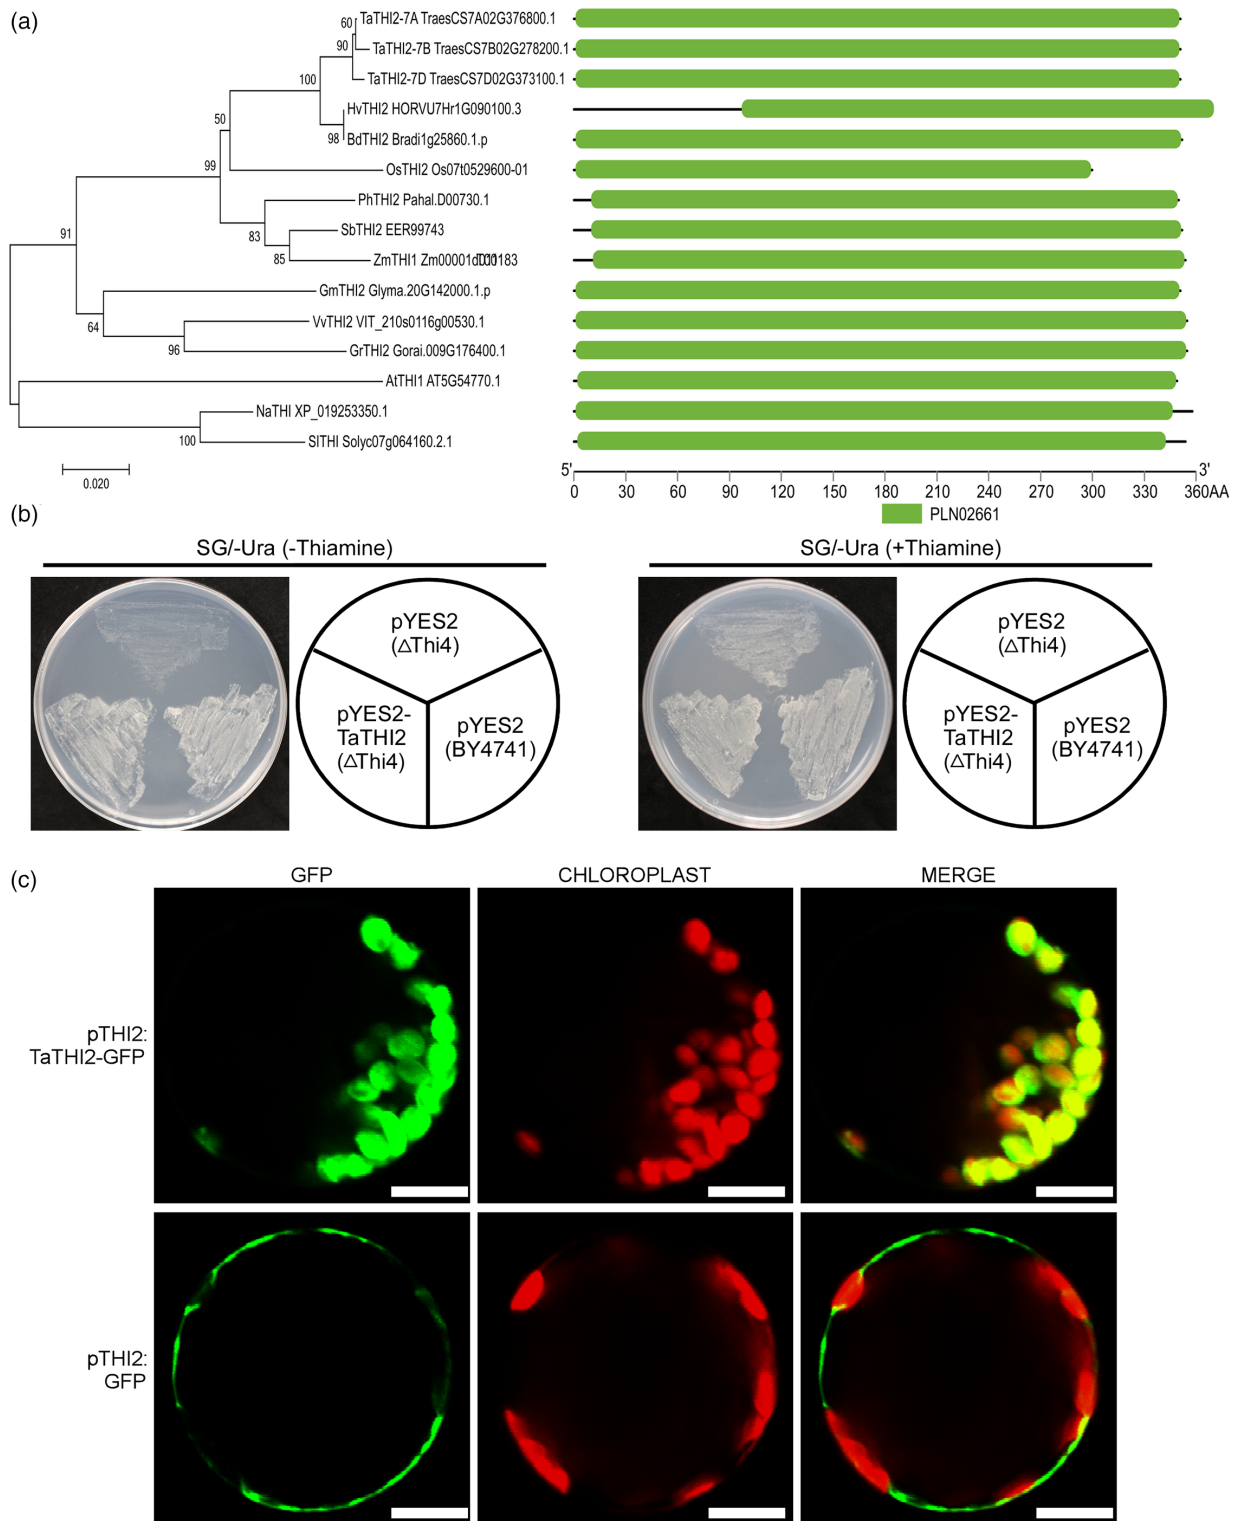 (a)
60
TaTHI2-7A TraesCS7A02G376800.1
90
TaTHI2-7B TraesCS7B02G278200.1
TaTHI2-7D TraesCS7D02G373100.1
100
HvTHI2 HORVU7Hr1G090100.3
50
98
BdTHI2 Bradi1g25860.1.p
99
OsTHI2 Os07t0529600-01
PhTHI2 Pahal.D00730.1
91
83
SbTHI2 EER99743
85
ZmTHI1
GmTHI2 Glyma.20G142000.1.p
64
VvTHI2 VIT_210s0116g00530.1
96
GrTHI2 Gorai.009G176400.1
AtTHI1 AT5G54770.1
NaTHI XP_019253350.1
100
SlTHI Solyc07g064160.2.1
0.020
5' 3'
0 30 60 90 120 150 180 210 240 270 300 330 360AA
PLN02661
(b)
SG/-Ura (-Thiamine)
SG/-Ura (+Thiamine)
pYES2
(△Thi4)
pYES2-
TaTHI2
(△Thi4)
pYES2
(BY4741)
pYES2
(△Thi4)
pYES2-
TaTHI2
(△Thi4)
pYES2
(BY4741)
(c)
GFP CHLOROPLAST MERGE
pTHI2:
TaTHI2-GFP
pTHI2:
GFP